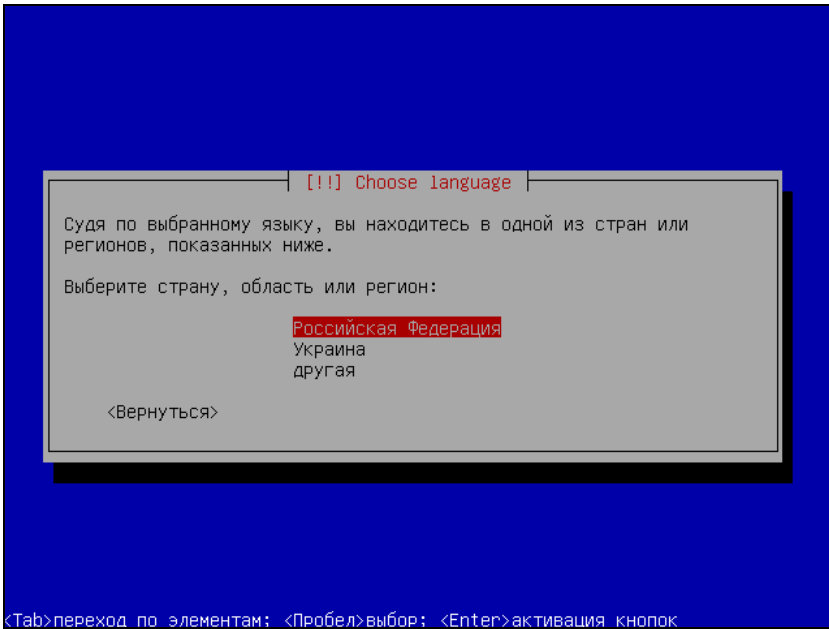 [!!] Choose language
Судя по выбранному языку, вы находитесь в одной из стран или
регионов, показанных ниже.
Выберите страну, область или регион:
Российская Федерация
Украина
другая
<Вернуться>
<Tab>переход по элементам; <Пробел>выбор; <Enter>активация кнопок